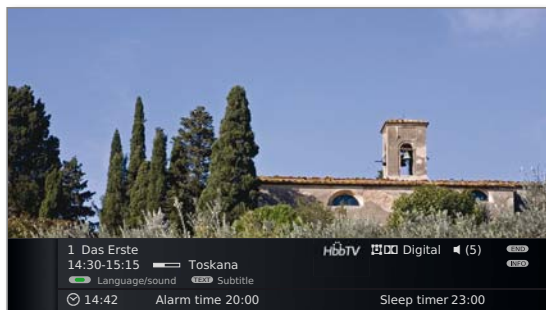 1 Das Erste HbbTV Digital (5) END
14:30-15:15 Toskana INFO
Language/sound TEXT Subtitle
14:42 Alarm time 20:00 Sleep timer 23:00